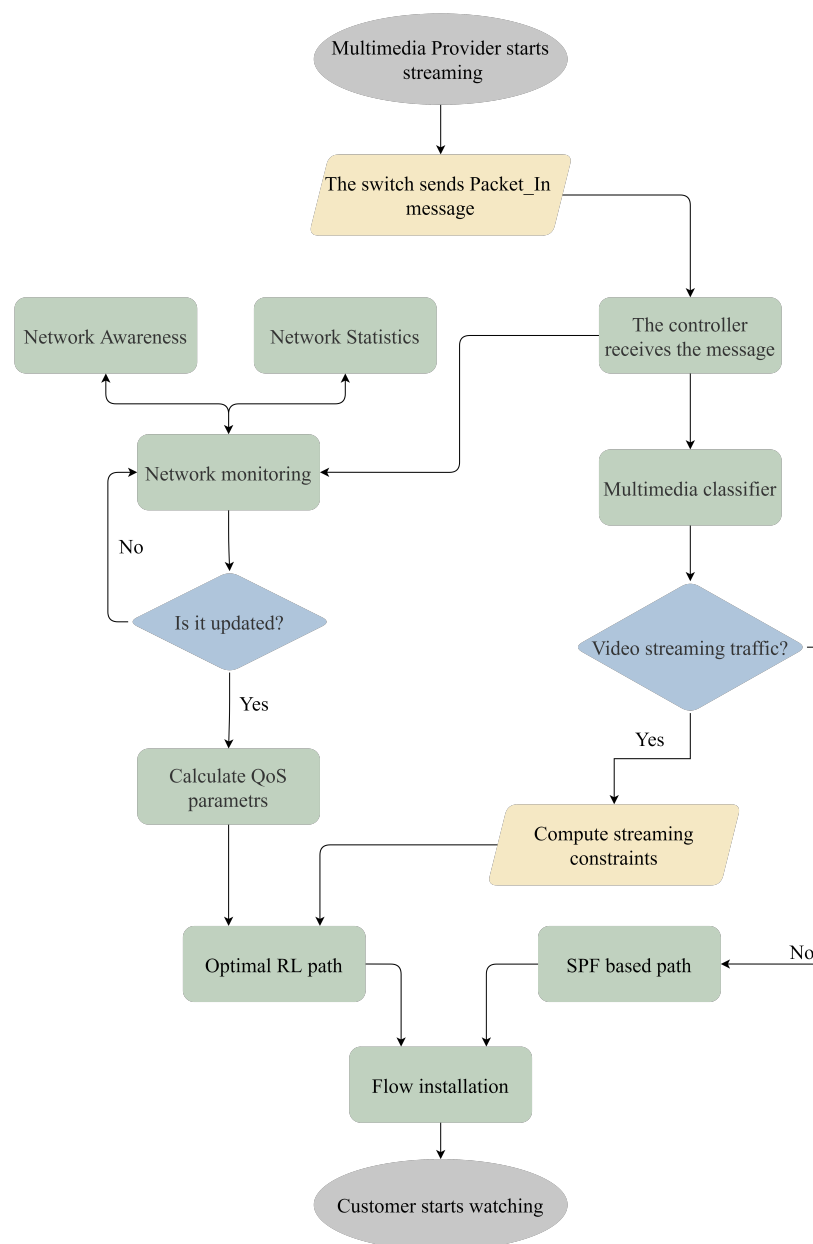 Multimedia Provider starts
streaming
The switch sends Packet_In
message
Network Awareness
Network Statistics
The controller
receives the message
Network monitoring
Multimedia classifier
No
Is it updated?
Video streaming traffic?
Yes
Yes
Calculate QoS
parametrs
Compute streaming
constraints
Optimal RL path
SPF based path
No
Flow installation
Customer starts watching